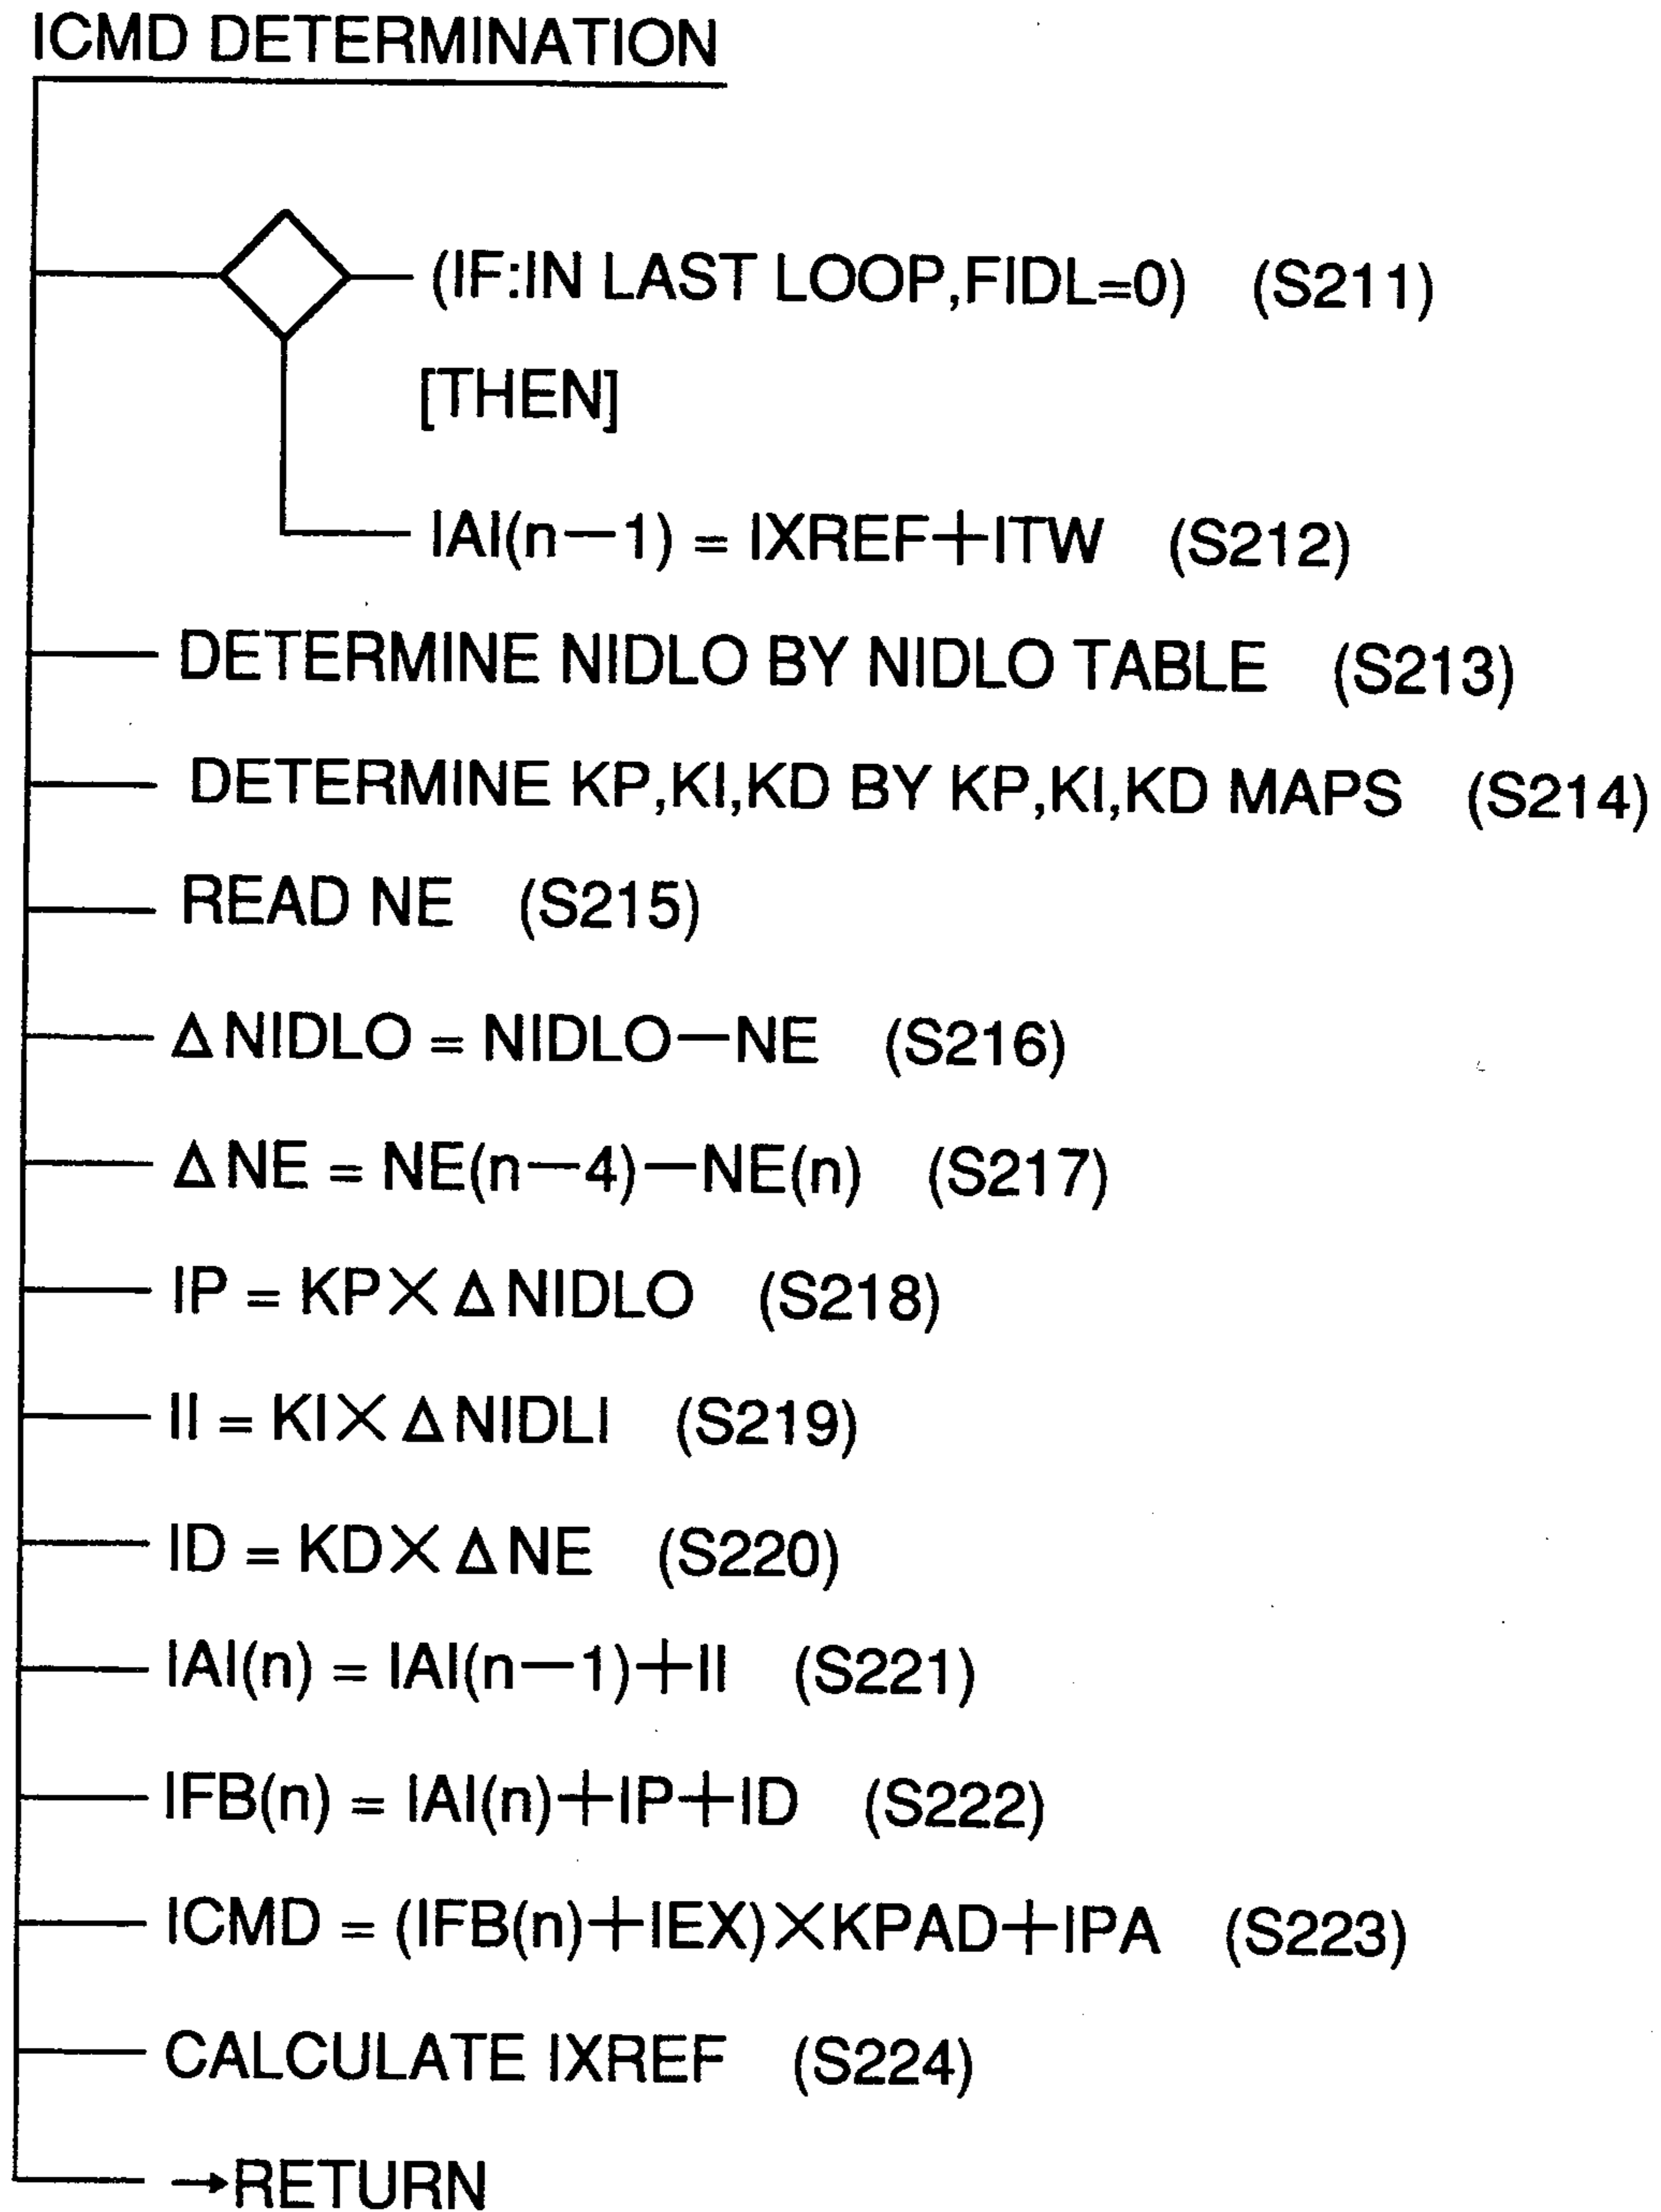 ICMD DETERMINATION
(IF:IN LAST LOOP,FIDL=0) (S211)
[THEN]
IAI(n−1) = IXREF+ITW (S212)
DETERMINE NIDLO BY NIDLO TABLE (S213)
DETERMINE KP,KI,KD BY KP,KI,KD MAPS (S214)
READ NE (S215)
ΔNIDLO = NIDLO−NE (S216)
ΔNE = NE(n−4)−NE(n) (S217)
IP = KP×ΔNIDLO (S218)
II = KI×ΔNIDLI (S219)
ID = KD×ΔNE (S220)
IAI(n) = IAI(n−1)+II (S221)
IFB(n) = IAI(n)+IP+ID (S222)
ICMD = (IFB(n)+IEX)×KPAD+IPA (S223)
CALCULATE IXREF (S224)
→RETURN